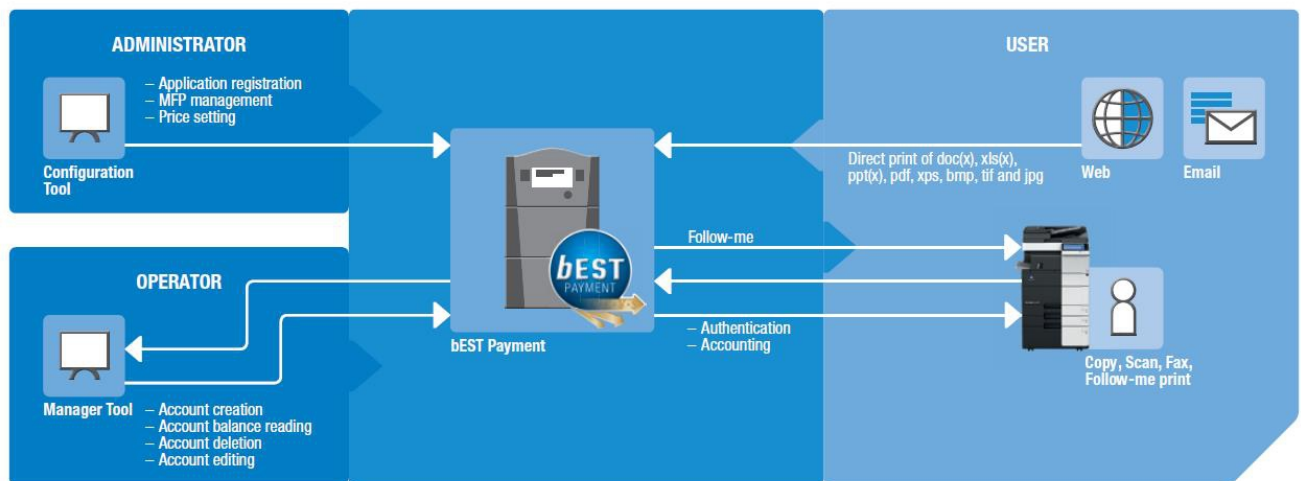 ADMINISTRATOR
– Application registration
– MFP management
– Price setting
Configuration
Tool
OPERATOR
Manager Tool
– Account creation
– Account balance reading
– Account deletion
– Account editing
bEST
PAYMENT
bEST Payment
USER
Direct print of doc(x), xls(x),
ppt(x), pdf, xps, bmp, tif and jpg
Web
Email
Follow-me
– Authentication
– Accounting
Copy, Scan, Fax,
Follow-me print